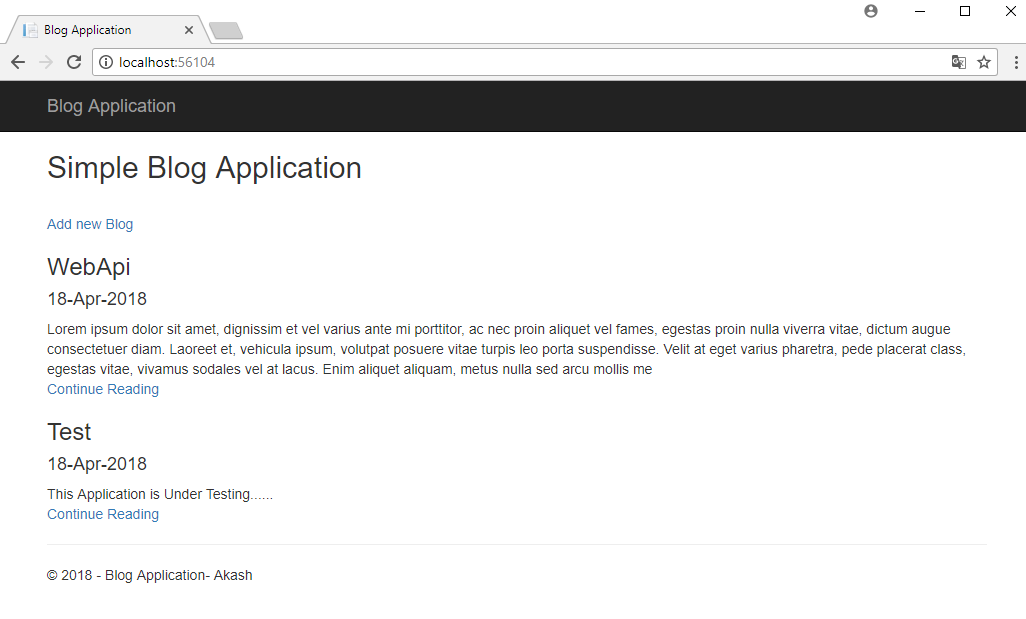 Blog Application
localhost:56104
Blog Application
Simple Blog Application
Add new Blog
WebApi
18-Apr-2018
Lorem ipsum dolor sit amet, dignissim et vel varius ante mi porttitor, ac nec proin aliquet vel fames, egestas proin nulla viverra vitae, dictum augue
consectetuer diam. Laoreet et, vehicula ipsum, volutpat posuere vitae turpis leo porta suspendisse. Velit at eget varius pharetra, pede placerat class,
egestas vitae, vivamus sodales vel at lacus. Enim aliquet aliquam, metus nulla sed arcu mollis me
Continue Reading
Test
18-Apr-2018
This Application is Under Testing......
Continue Reading
© 2018 - Blog Application- Akash